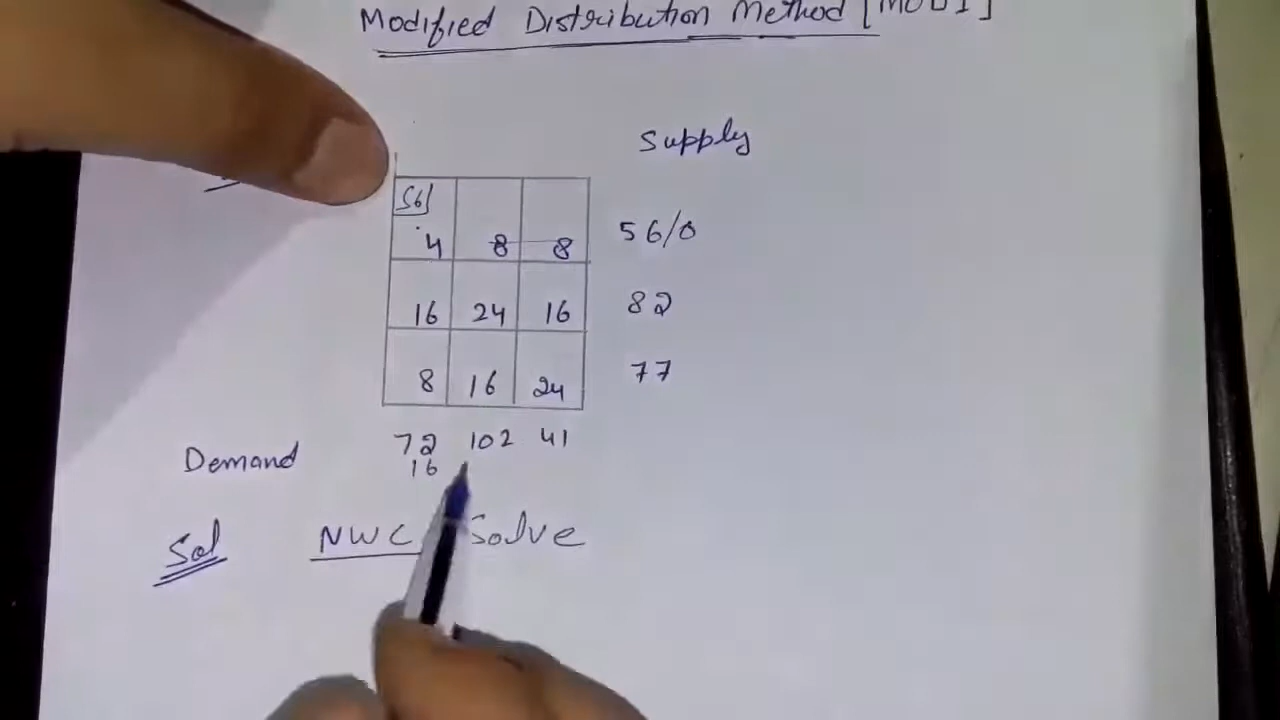 Modified Distribution Method [MODI]
Supply
56
4 8 8 56/0
16 24 16 82
8 16 24 77
Demand 72 102 41
16
Sol NWC Solve